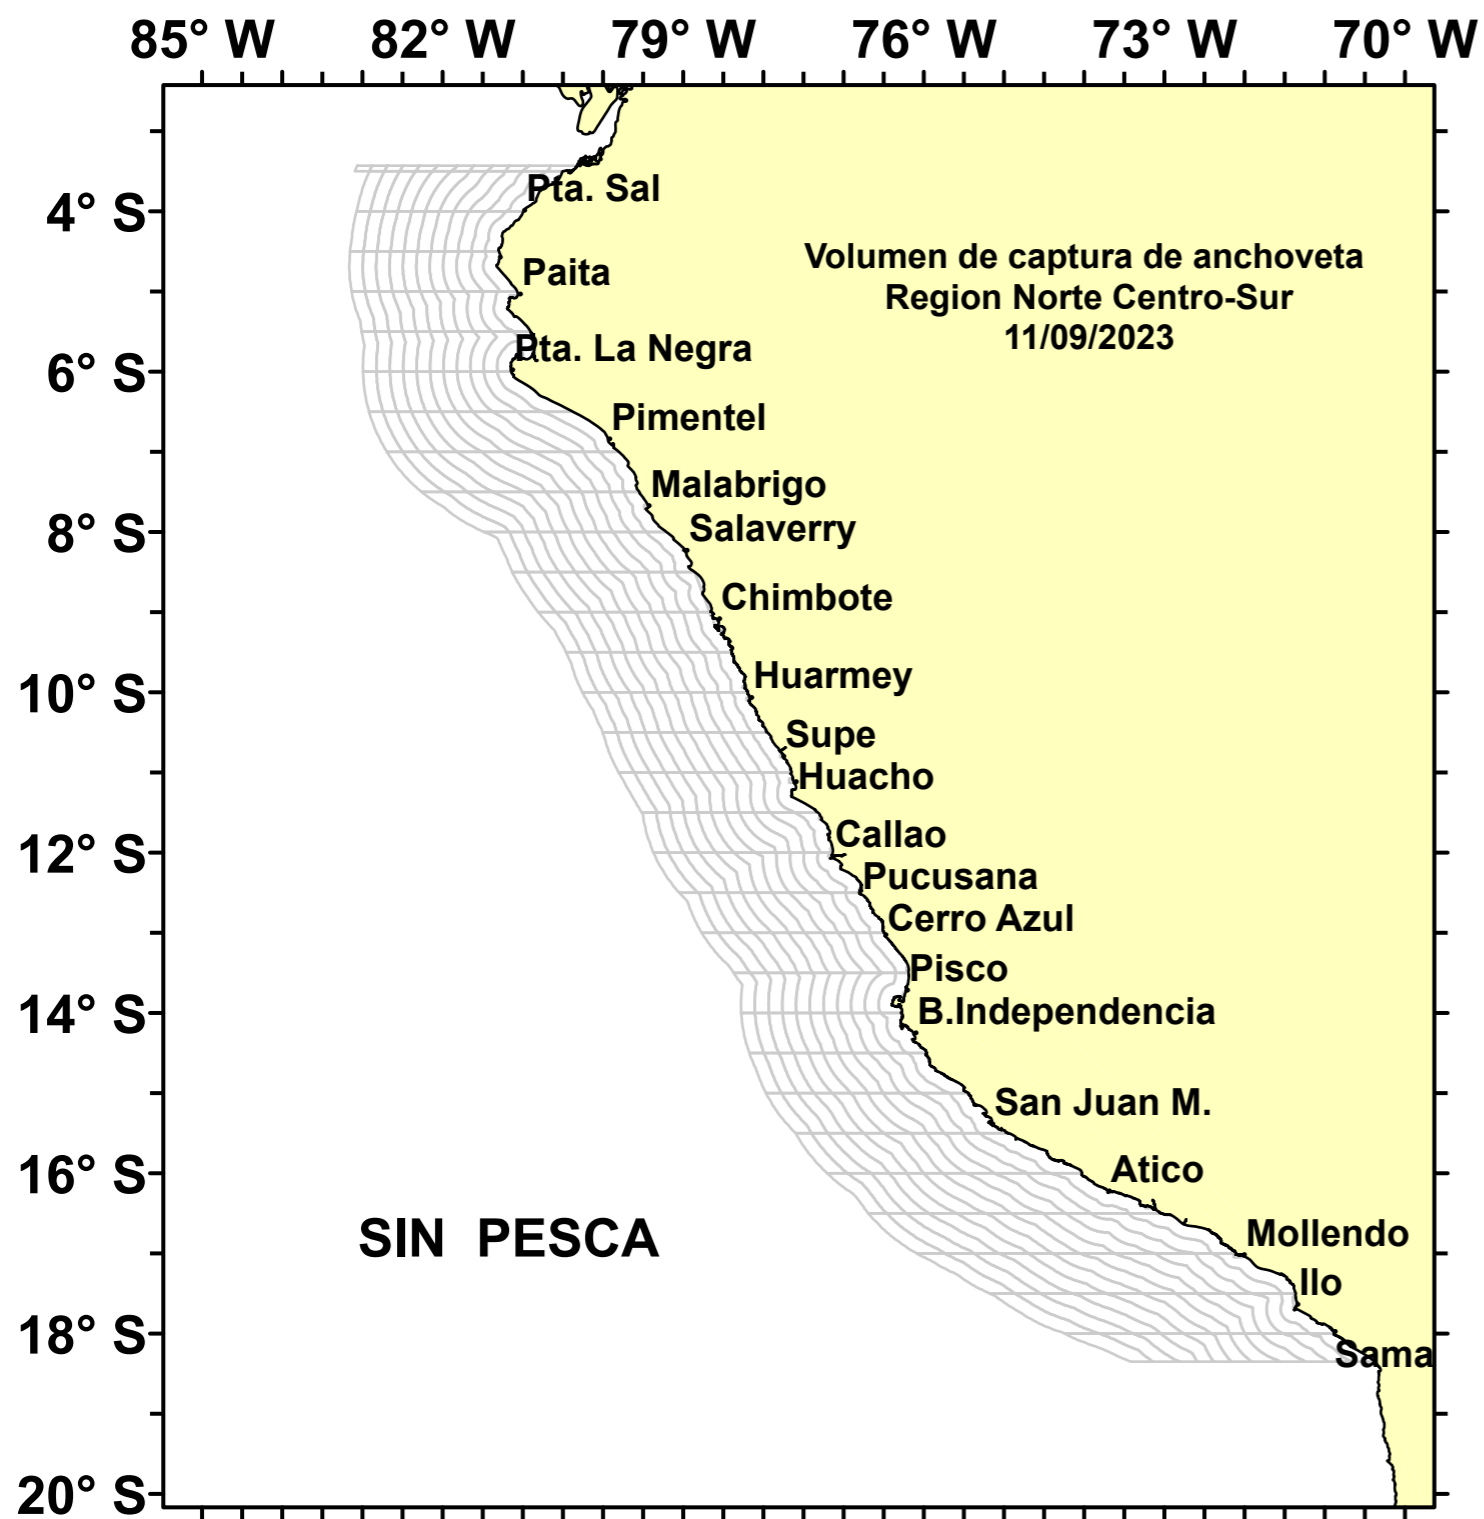 85° W 82° W 79° W 76° W 73° W 70° W
4° S
6° S
8° S
10° S
12° S
14° S
16° S
18° S
20° S
Volumen de captura de anchoveta
Region Norte Centro-Sur
11/09/2023
Pta. Sal
Paita
Pta. La Negra
Pimentel
Malabrigo
Salaverry
Chimbote
Huarmey
Supe
Huacho
Callao
Pucusana
Cerro Azul
Pisco
B.Independencia
San Juan M.
Atico
Mollendo
Ilo
Sama
SIN PESCA